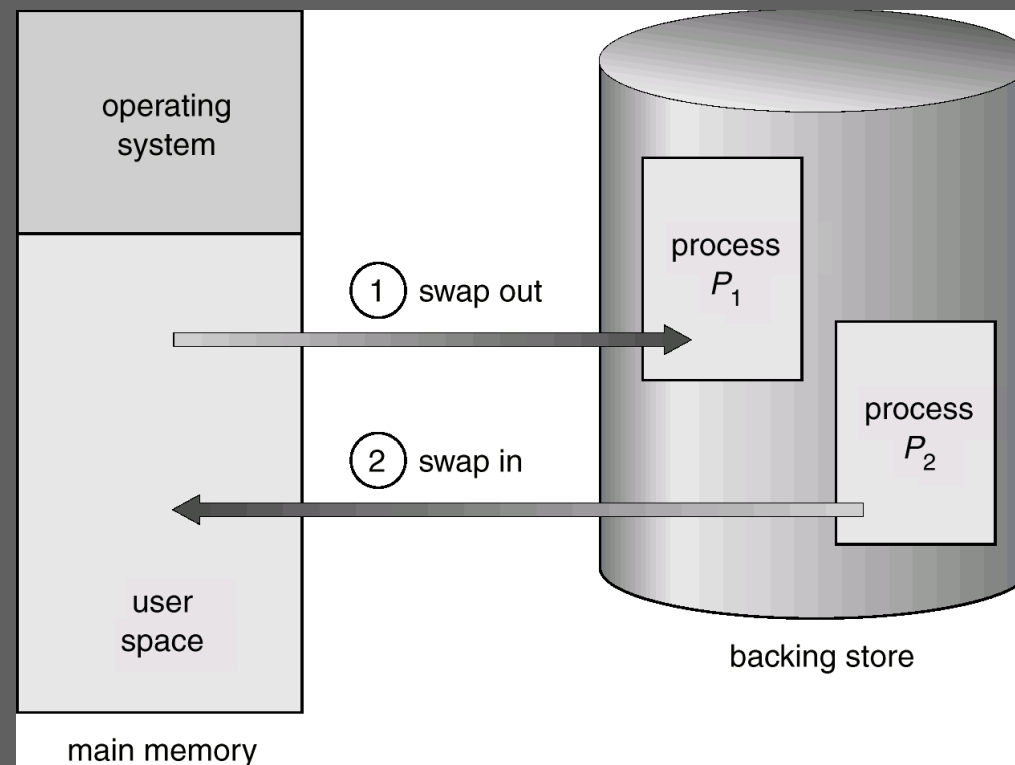 operating
system
process
P1
1 swap out
process
P2
2 swap in
user
space
backing store
main memory